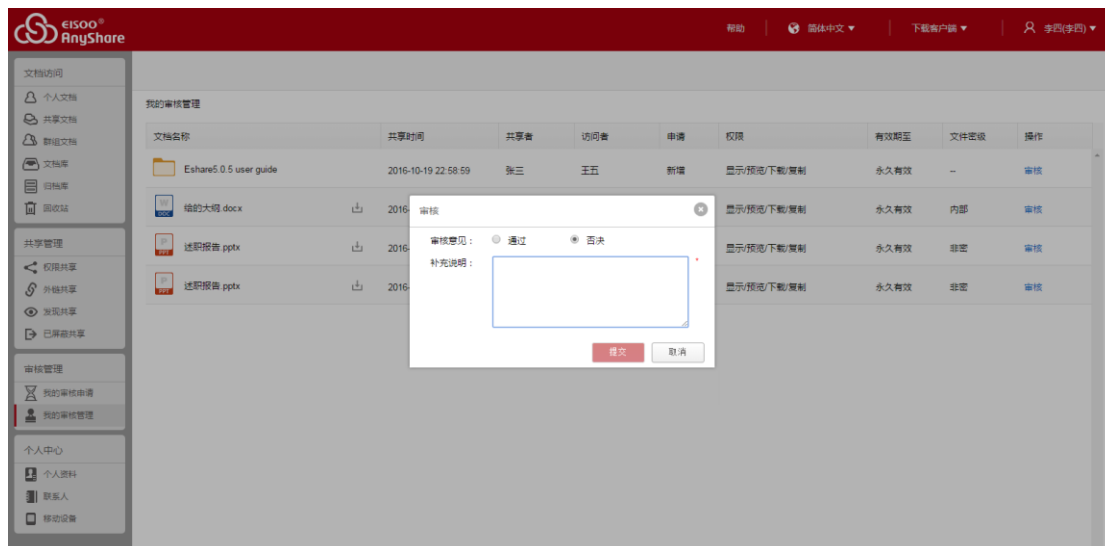 EISOO®
AnyShare
帮助 简体中文 下载客户端 李四(李四)
文档访问
个人文档
共享文档
群组文档
文档库
归档库
回收站
共享管理
权限共享
外链共享
发现共享
已屏蔽共享
审核管理
我的审核申请
我的审核管理
个人中心
个人资料
联系人
移动设备
我的审核管理
文档名称 共享时间 共享者 访问者 申请 权限 有效期至 文件密级 操作
Eshare5.0.5 user guide 2016-10-19 22:58:59 张三 王五 新增 显示/预览/下载/复制 永久有效 -- 审核
W DOC 绘的大纲.docx 2016- 显示/预览/下载/复制 永久有效 内部 审核
P PPT 述职报告.pptx 2016- 显示/预览/下载/复制 永久有效 非密 审核
P PPT 述职报告.pptx 2016- 显示/预览/下载/复制 永久有效 非密 审核
审核
审核意见： 通过 否决
补充说明： *
提交 取消